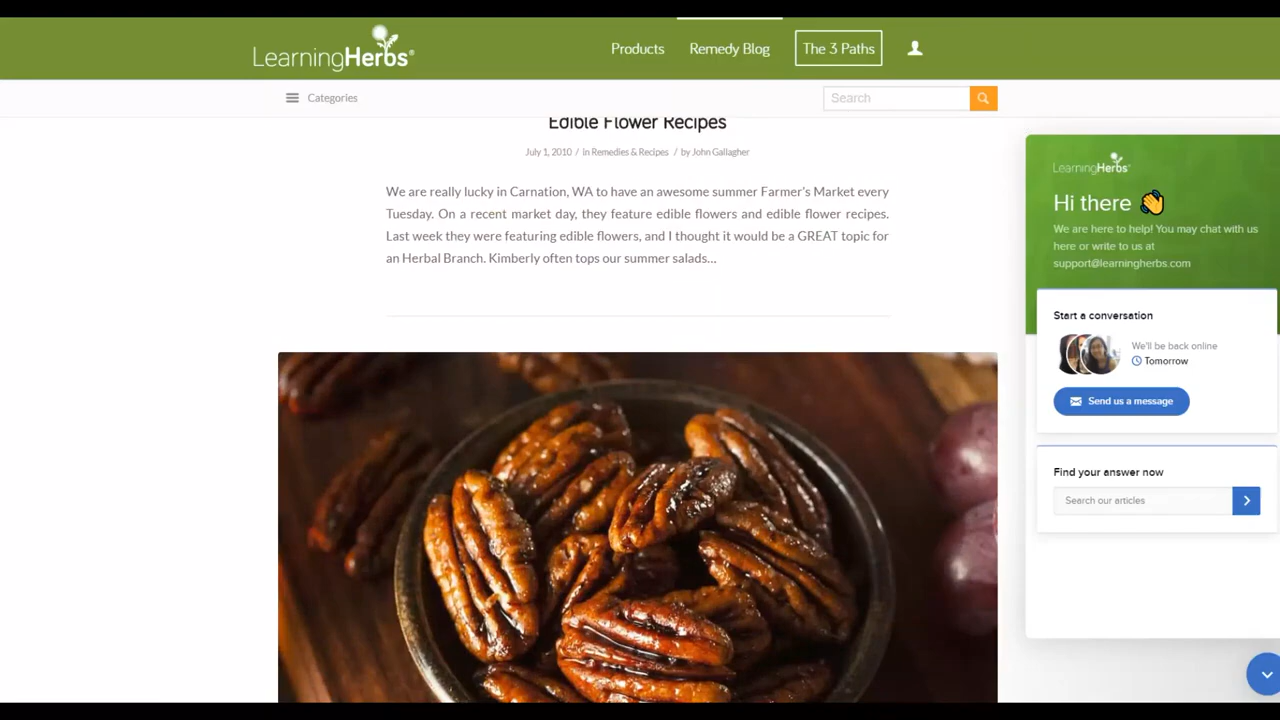 LearningHerbs®
Products Remedy Blog The 3 Paths
Categories
Search
Edible Flower Recipes
July 1, 2010 / in Remedies & Recipes / by John Gallagher
We are really lucky in Carnation, WA to have an awesome summer Farmer's Market every
Tuesday. On a recent market day, they feature edible flowers and edible flower recipes.
Last week they were featuring edible flowers, and I thought it would be a GREAT topic for
an Herbal Branch. Kimberly often tops our summer salads...
LearningHerbs
Hi there 👋
We are here to help! You may chat with us
here or write to us at
support@learningherbs.com
Start a conversation
We'll be back online
Tomorrow
Send us a message
Find your answer now
Search our articles